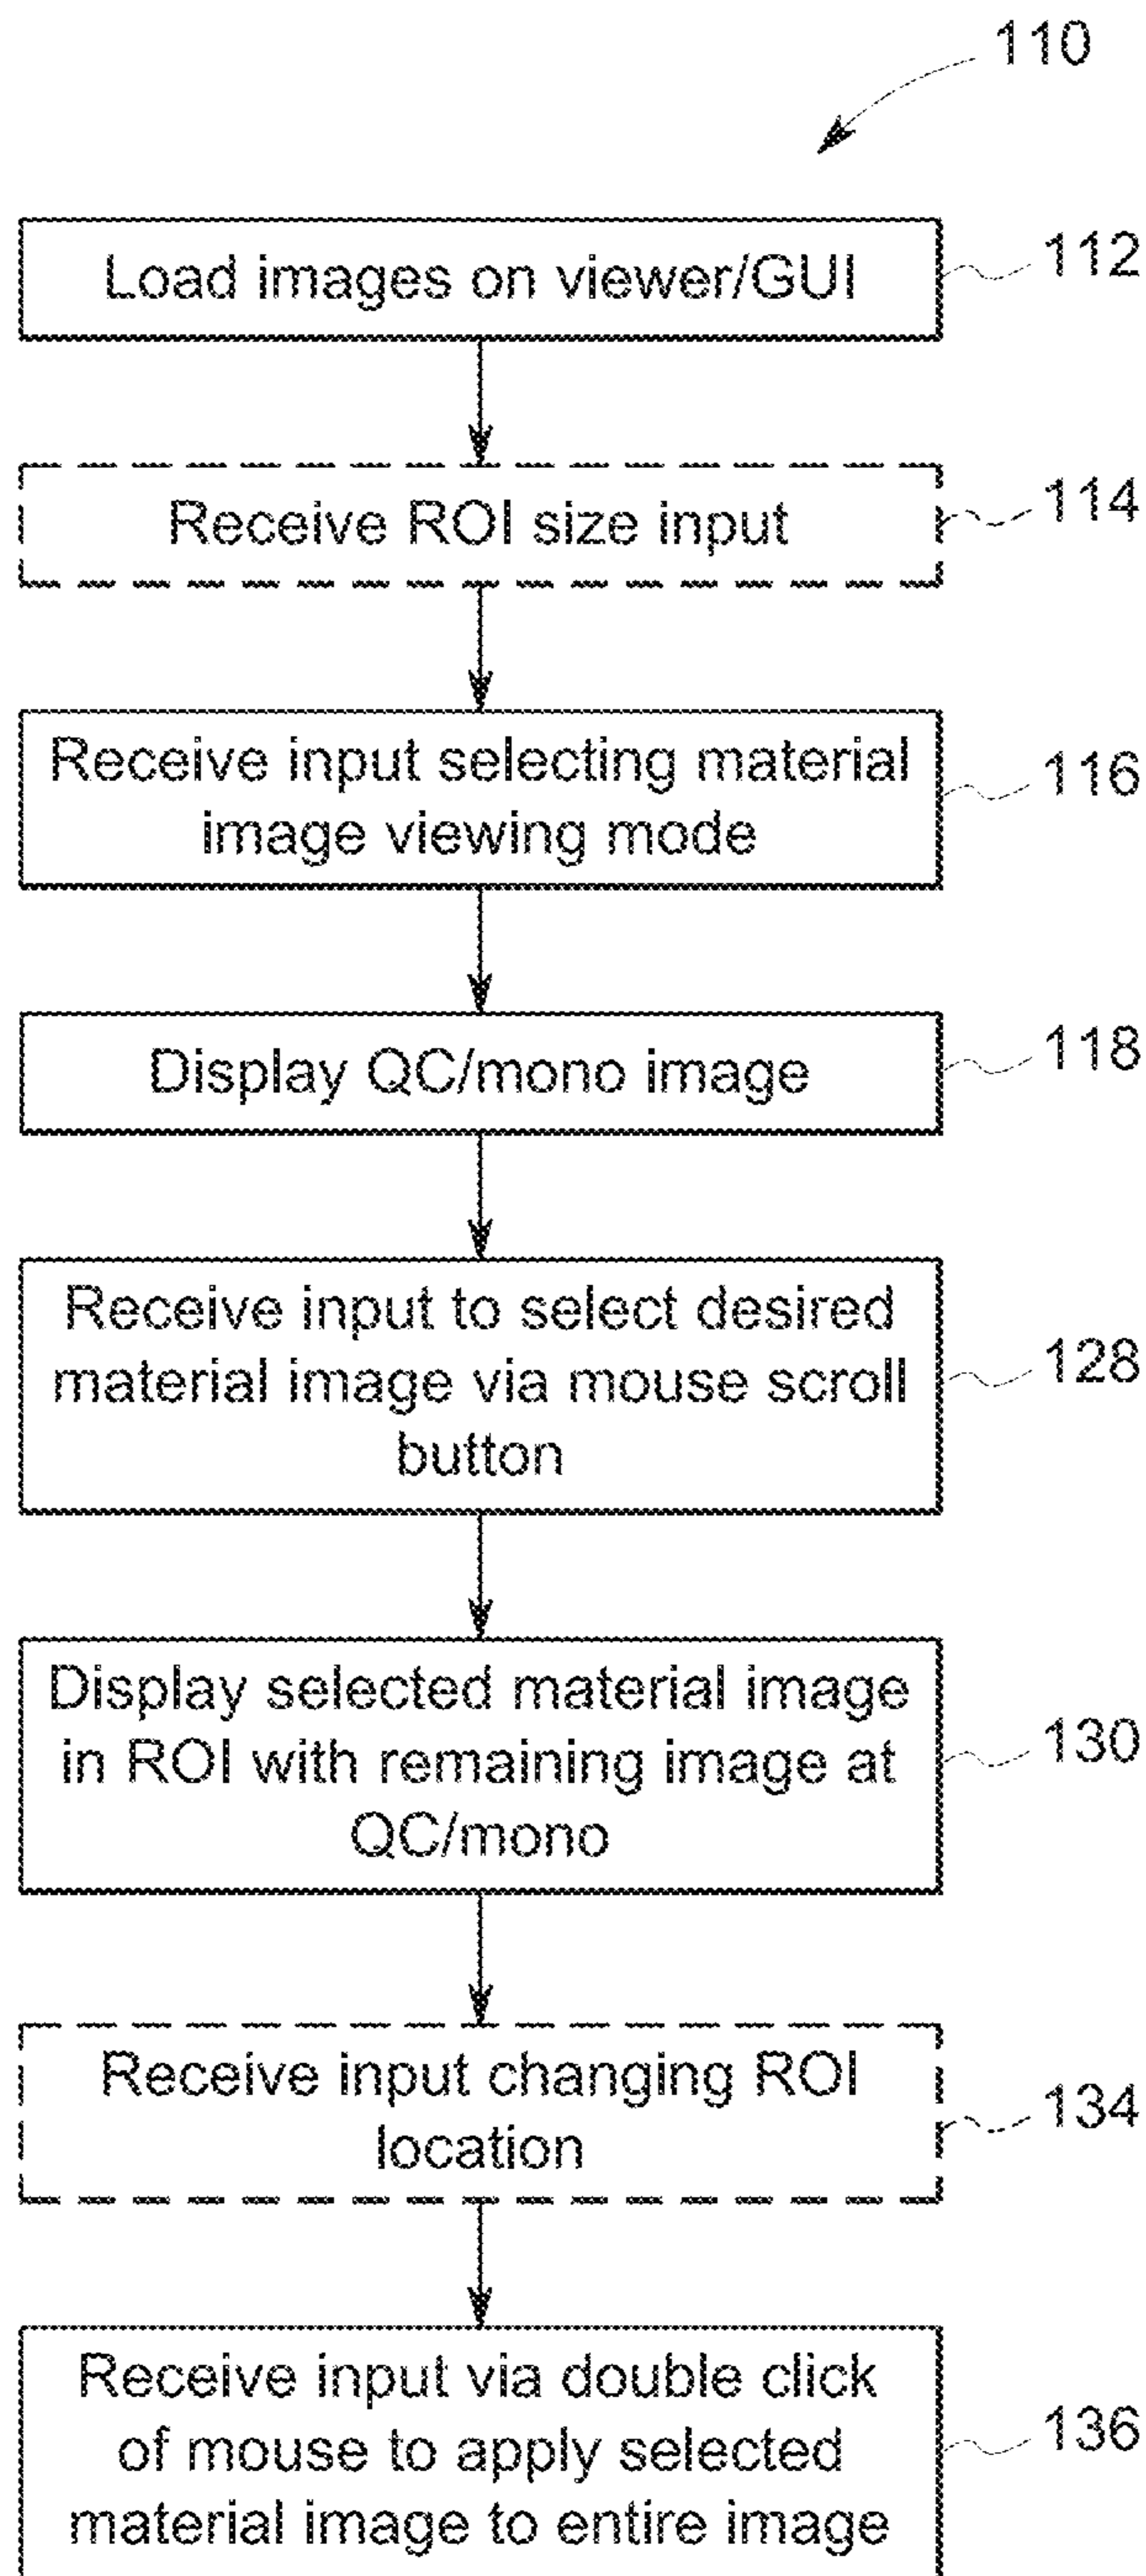 110
Load images on viewer/GUI
112
Receive ROI size input
114
Receive input selecting material
image viewing mode
116
Display QC/mono image
118
Receive input to select desired
material image via mouse scroll
button
128
Display selected material image
in ROI with remaining image at
QC/mono
130
Receive input changing ROI
location
134
Receive input via double click
of mouse to apply selected
material image to entire image
136